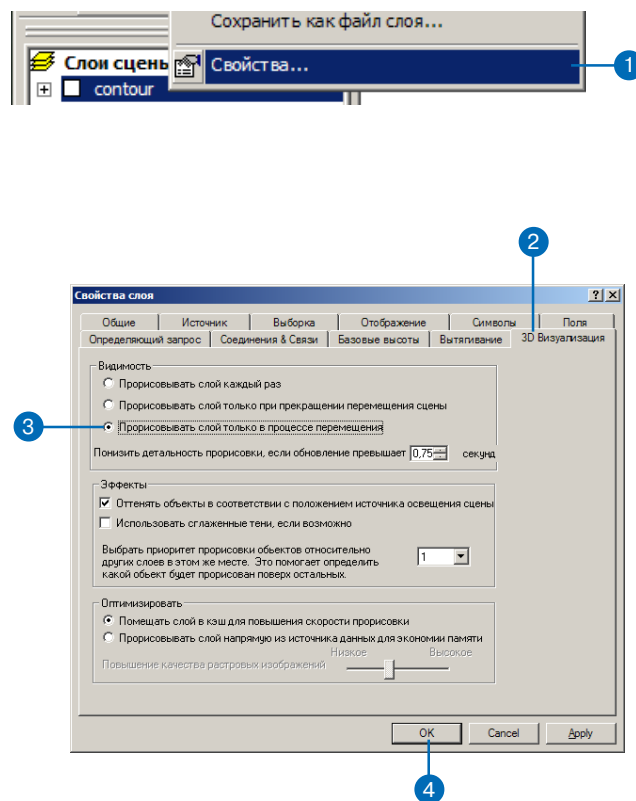 Сохранить как файл слоя...
Слои сцены
Свойства...
1
contour
2
Свойства слоя
Общие
Источник
Выборка
Отображение
Символы
Поля
Определяющий запрос
Соединения & Связи
Базовые высоты
Вытягивание
3D Визуализация
Видимость
Прорисовывать слой каждый раз
Прорисовывать слой только при прекращении перемещения сцены
3
Прорисовывать слой только в процессе перемещения
Понизить детальность прорисовки, если обновление превышает 0,75 секунд
Эффекты
Оттенять объекты в соответствии с положением источника освещения сцены
Использовать сглаженные тени, если возможно
Выбрать приоритет прорисовки объектов относительно
других слоев в этом же месте. Это помогает определить
какой объект будет прорисован поверх остальных.
1
Оптимизировать
Помещать слой в кэш для повышения скорости прорисовки
Прорисовывать слой напрямую из источника данных для экономии памяти
Низкое
Высокое
Повышение качества растровых изображений
OK
Cancel
Apply
4